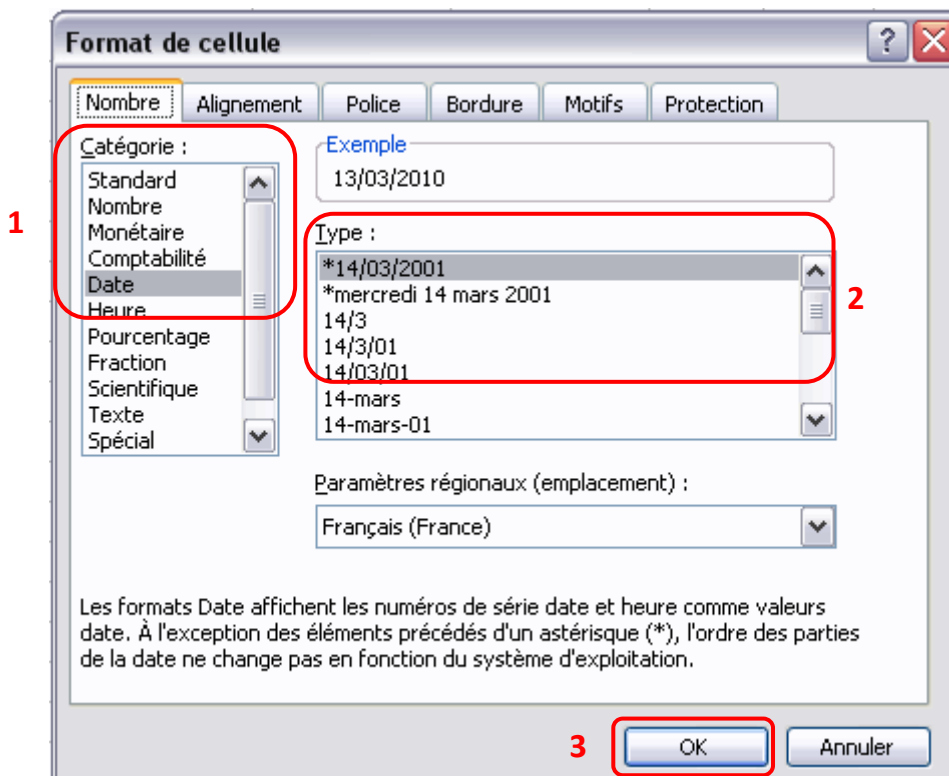 Format de cellule
?
Nombre Alignement Police Bordure Motifs Protection
1
Catégorie :
Standard
Nombre
Monétaire
Comptabilité
Date
Heure
Pourcentage
Fraction
Scientifique
Texte
Spécial
Exemple
13/03/2010
Type :
*14/03/2001
*mercredi 14 mars 2001
14/3
14/3/01
14/03/01
14-mars
14-mars-01
2
Paramètres régionaux (emplacement) :
Français (France)
Les formats Date affichent les numéros de série date et heure comme valeurs
date. À l'exception des éléments précédés d'un astérisque (*), l'ordre des parties
de la date ne change pas en fonction du système d'exploitation.
3
OK Annuler